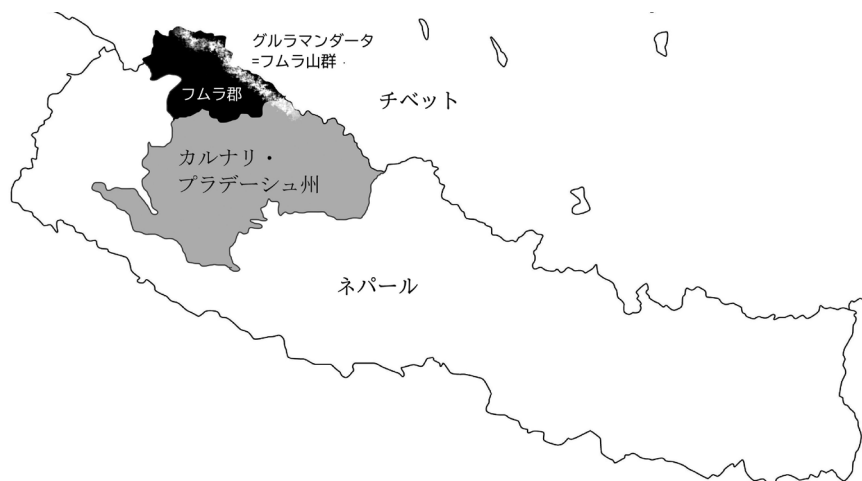 グルラマンダータ
=フムラ山群
フムラ郡
チベット
カルナリ・
プラデーシュ州
ネパール